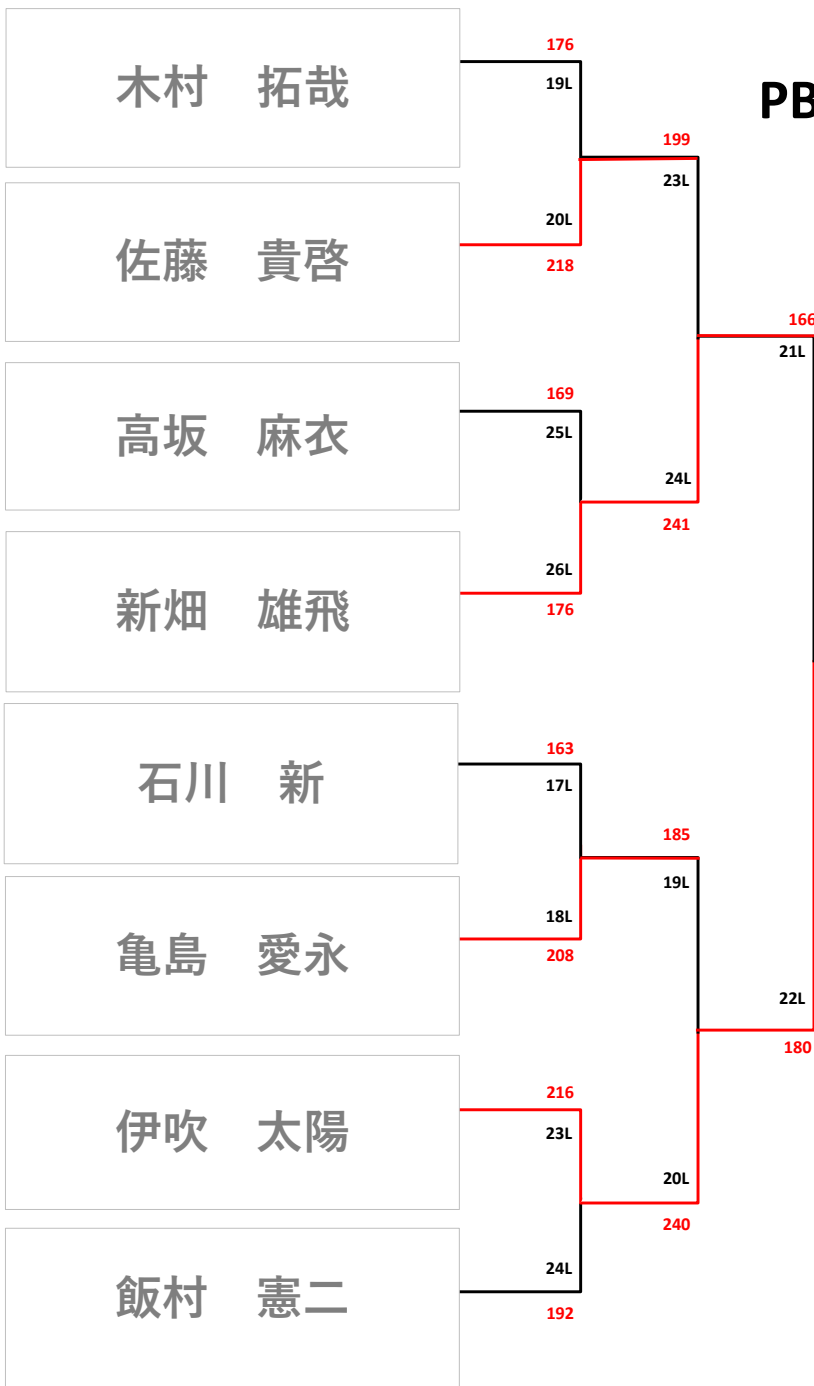 176
木村　拓哉
19L
PB
199
23L
20L
佐藤　貴啓
218
166
21L
169
高坂　麻衣
25L
24L
241
26L
新畑　雄飛
176
163
石川　新
17L
185
19L
18L
亀島　愛永
208
22L
180
216
伊吹　太陽
23L
20L
240
24L
飯村　憲二
192